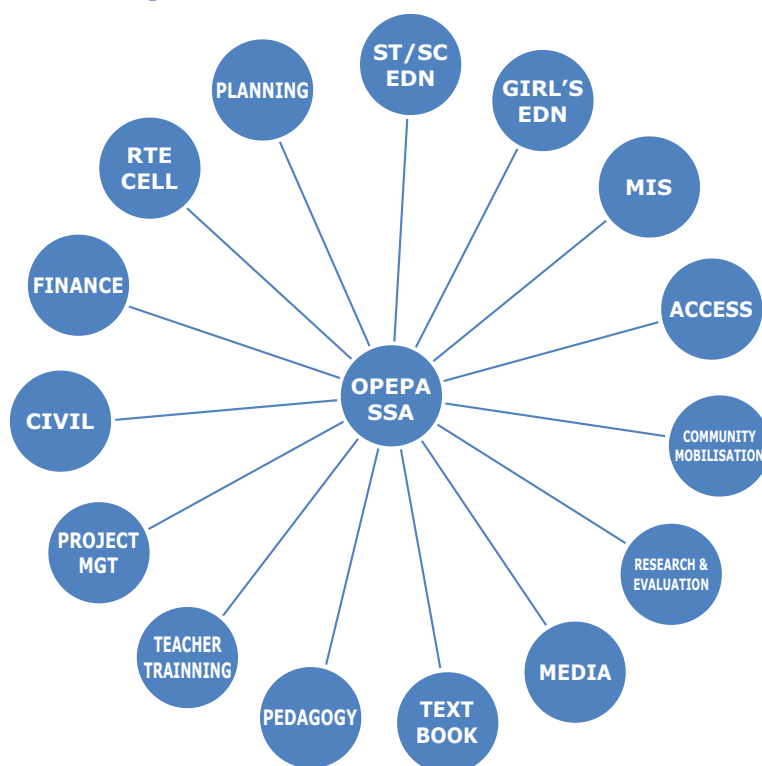 ST/SC
EDN
GIRL'S
EDN
MIS
ACCESS
COMMUNITY
MOBILISATION
RESEARCH &
EVALUATION
MEDIA
TEXT
BOOK
PEDAGOGY
TEACHER
TRAINNING
PROJECT
MGT
CIVIL
FINANCE
RTE
CELL
PLANNING
OPEPA
SSA